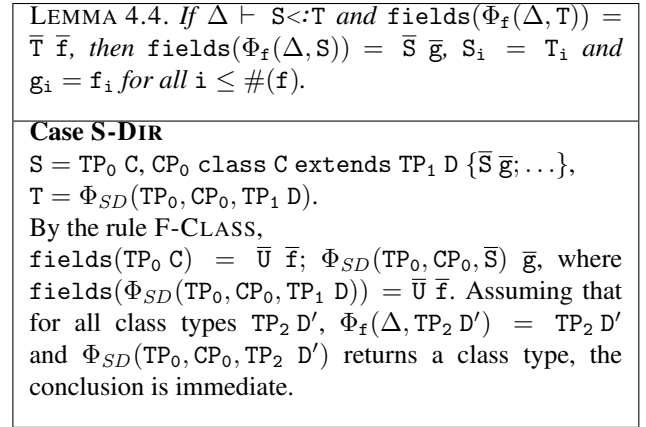 LEMMA 4.4. If Δ ⊢ S<:T and fields(Φ_f(Δ, T)) =
T̅ f̅, then fields(Φ_f(Δ, S)) = S̅ g̅, S_i = T_i and
g_i = f_i for all i ≤ #(f).
Case S-DIR
S = TP_0 C, CP_0 class C extends TP_1 D {S̅ g̅; ...},
T = Φ_SD(TP_0, CP_0, TP_1 D).
By the rule F-CLASS,
fields(TP_0 C) = U̅ f̅; Φ_SD(TP_0, CP_0, S̅) g̅, where
fields(Φ_SD(TP_0, CP_0, TP_1 D)) = U̅ f̅. Assuming that
for all class types TP_2 D′, Φ_f(Δ, TP_2 D′) = TP_2 D′
and Φ_SD(TP_0, CP_0, TP_2 D′) returns a class type, the
conclusion is immediate.